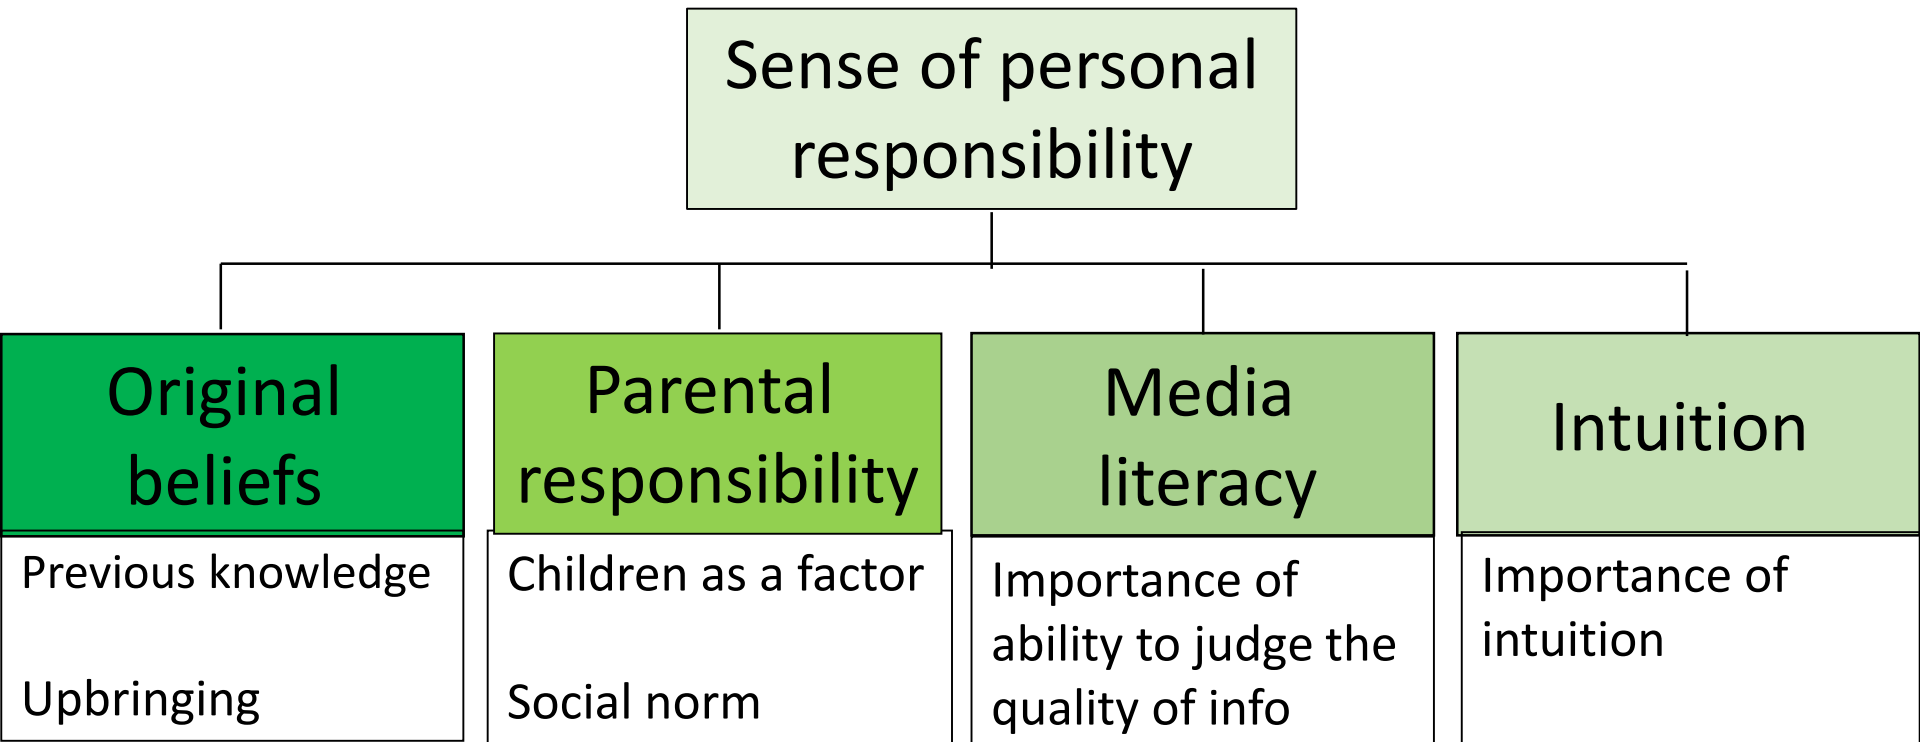 Sense of personal
responsibility
Original
beliefs
Previous knowledge
Upbringing
Parental
responsibility
Children as a factor
Social norm
Media
literacy
Importance of
ability to judge the
quality of info
Intuition
Importance of
intuition